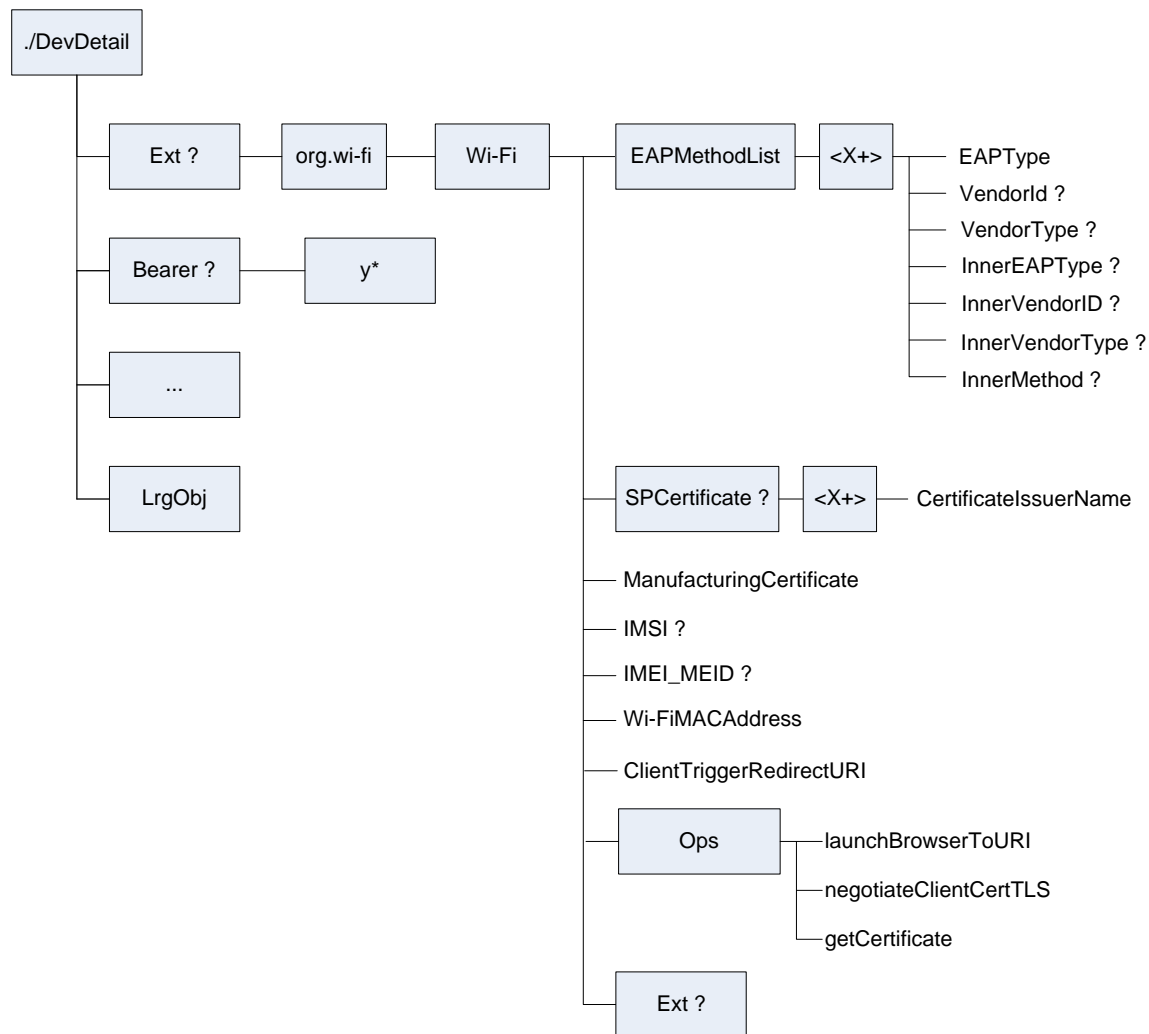 ./DevDetail
Ext ?
org.wi-fi
Wi-Fi
EAPMethodList
<X+>
EAPType
VendorId ?
VendorType ?
InnerEAPType ?
InnerVendorID ?
InnerVendorType ?
InnerMethod ?
Bearer ?
y*
...
LrgObj
SPCertificate ?
<X+>
CertificateIssuerName
ManufacturingCertificate
IMSI ?
IMEI_MEID ?
Wi-FiMACAddress
ClientTriggerRedirectURI
Ops
launchBrowserToURI
negotiateClientCertTLS
getCertificate
Ext ?